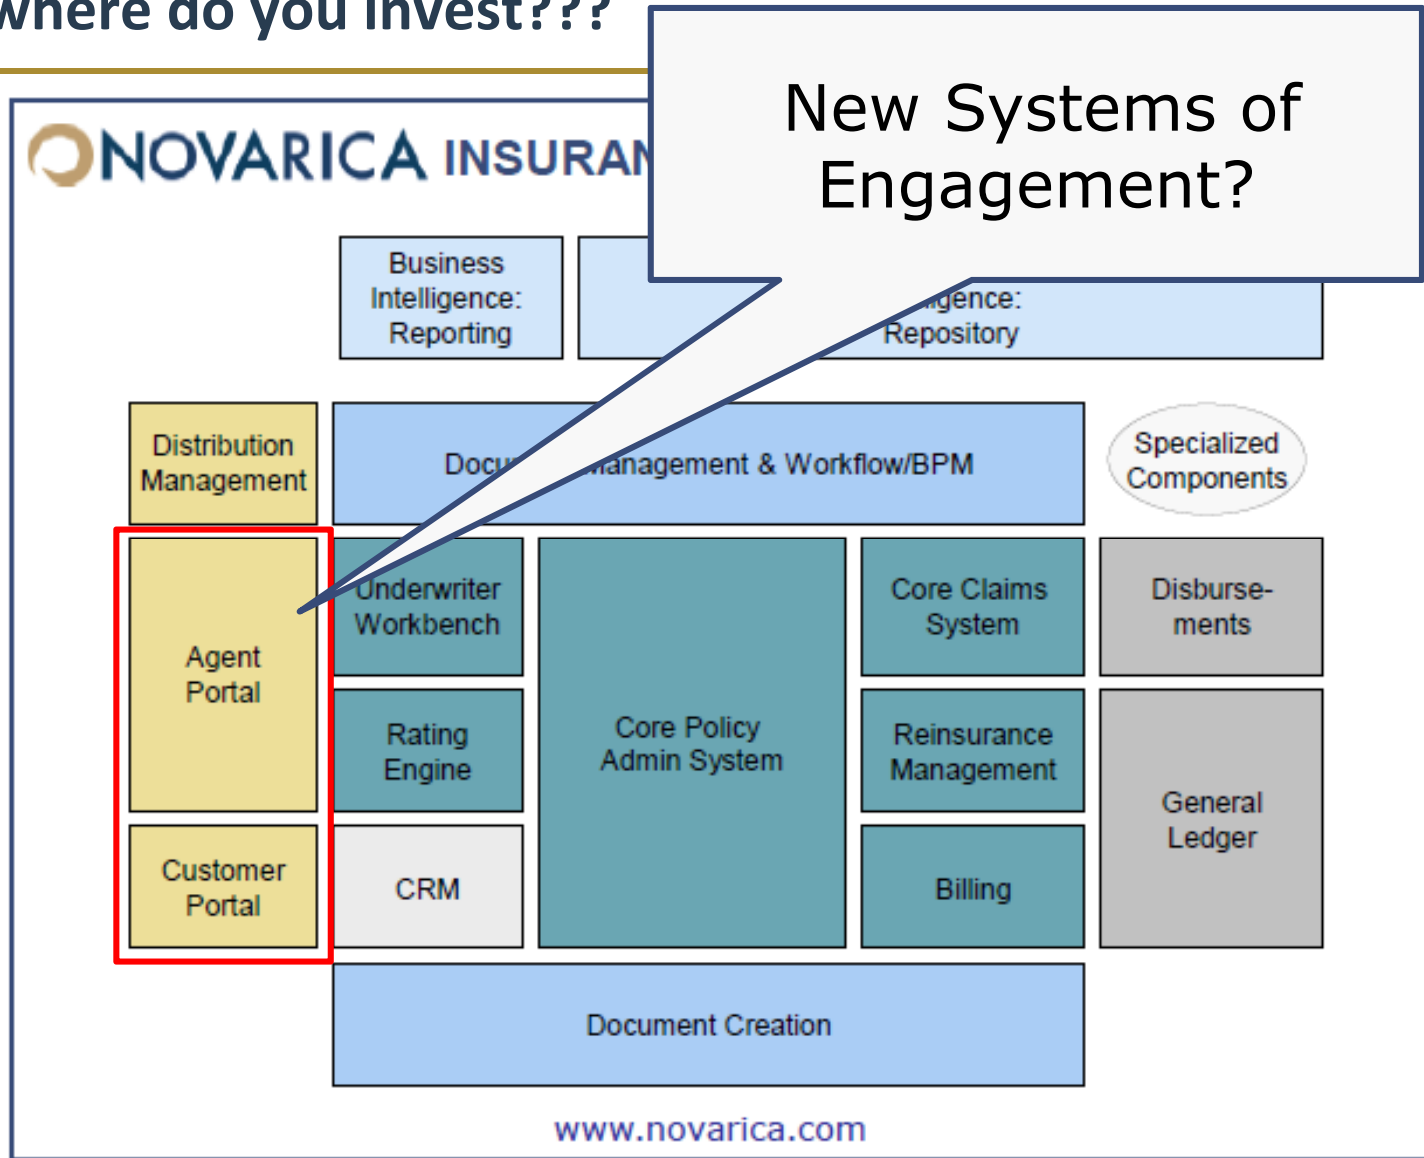 where do you invest???
New Systems of
Engagement?
NOVARICA INSURAN
Business
Intelligence:
Reporting
Repository
Distribution
Management
Management & Workflow/BPM
Specialized
Components
Agent
Portal
Underwriter
Workbench
Core Policy
Admin System
Core Claims
System
Disburse-
ments
Rating
Engine
Reinsurance
Management
General
Ledger
Customer
Portal
CRM
Billing
Document Creation
www.novarica.com